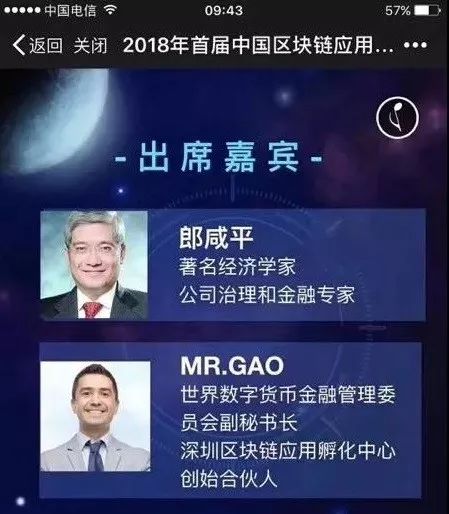 中国电信 09:43 57%
返回 关闭 2018年首届中国区块链应用...
-出席嘉宾-
郎咸平
著名经济学家
公司治理和金融专家
MR.GAO
世界数字货币金融管理委
员会副秘书长
深圳区块链应用孵化中心
创始合伙人